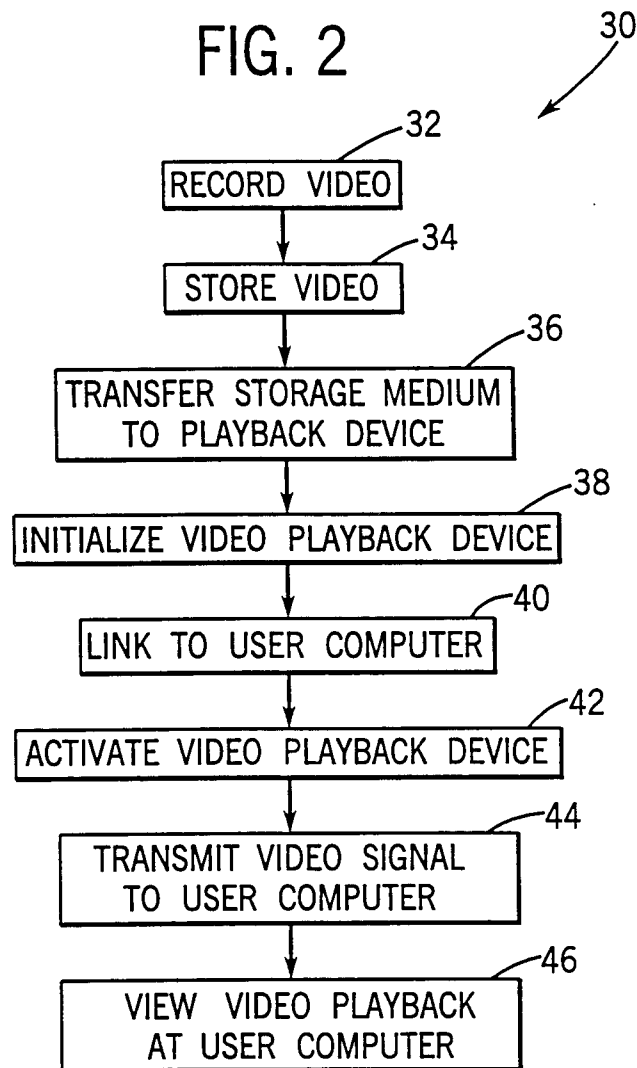 FIG. 2
30
32
RECORD VIDEO
34
STORE VIDEO
36
TRANSFER STORAGE MEDIUM
TO PLAYBACK DEVICE
38
INITIALIZE VIDEO PLAYBACK DEVICE
40
LINK TO USER COMPUTER
42
ACTIVATE VIDEO PLAYBACK DEVICE
44
TRANSMIT VIDEO SIGNAL
TO USER COMPUTER
46
VIEW VIDEO PLAYBACK
AT USER COMPUTER